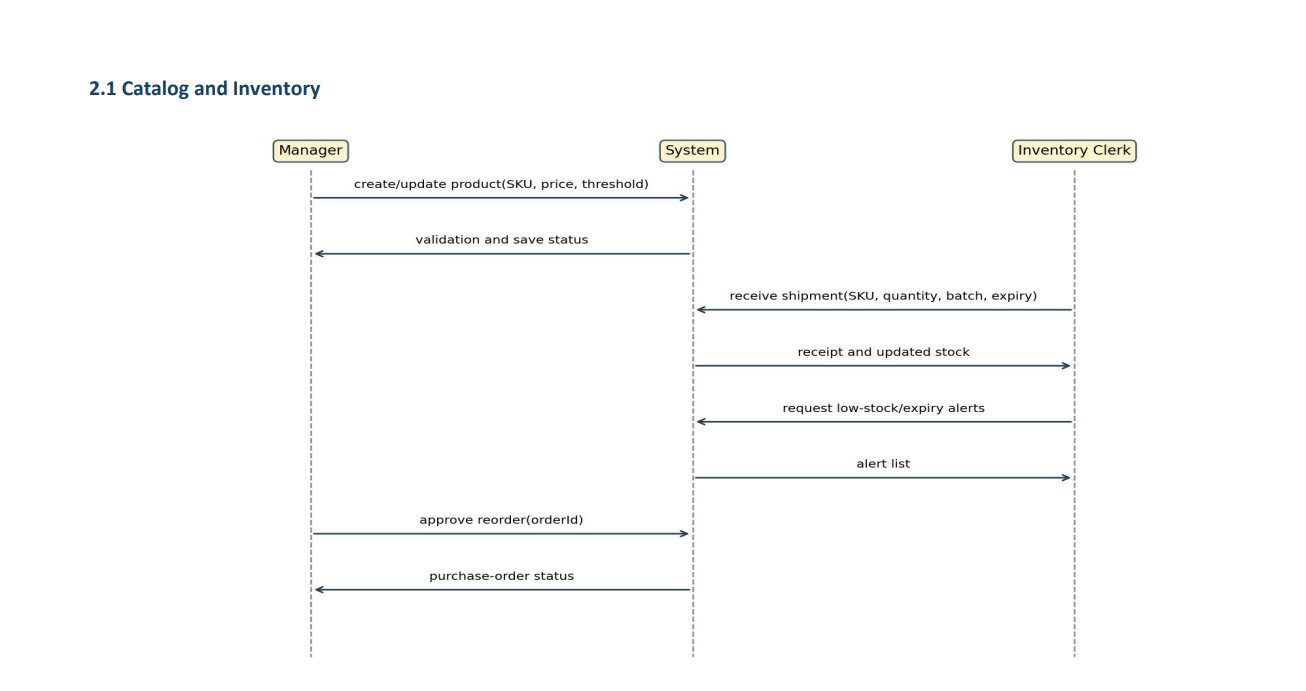 2.1 Catalog and Inventory
Manager
System
Inventory Clerk
create/update product(SKU, price, threshold)
validation and save status
receive shipment(SKU, quantity, batch, expiry)
receipt and updated stock
request low-stock/expiry alerts
alert list
approve reorder(orderId)
purchase-order status